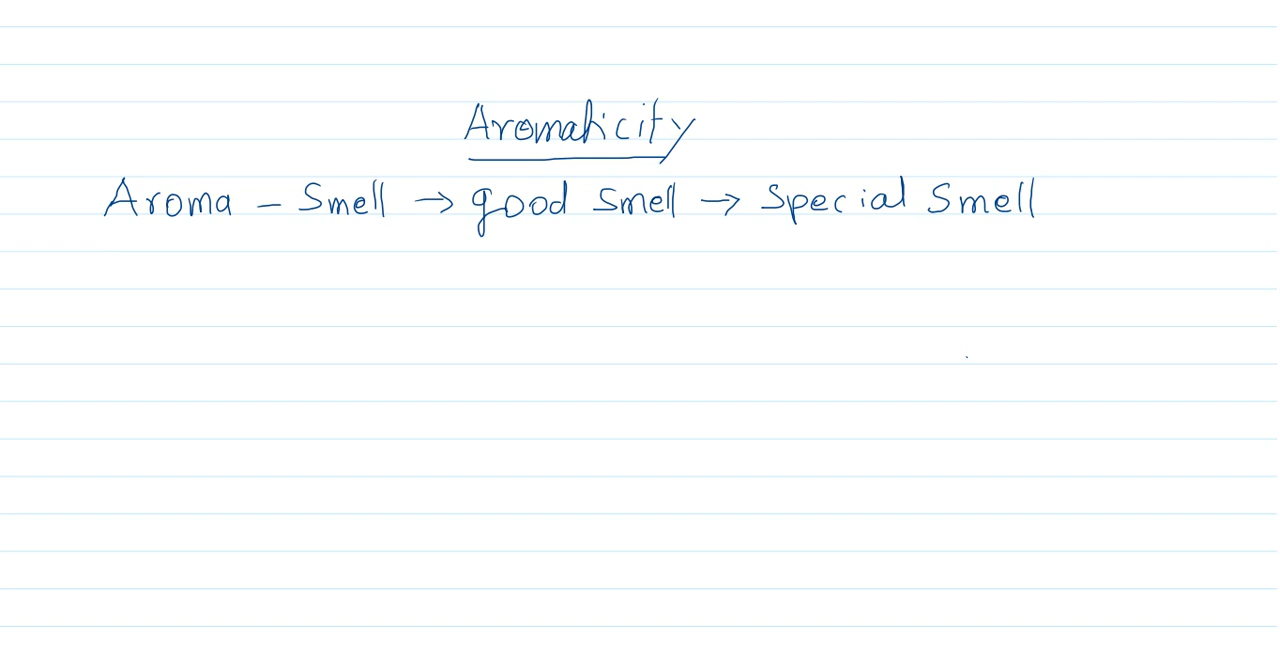 Aromaticity
Aroma - Smell → good smell → Special Smell